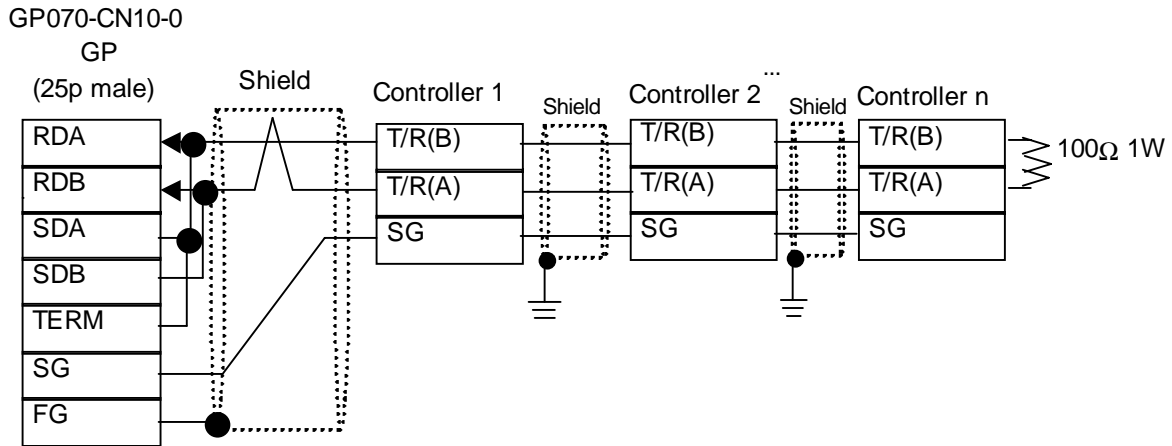 GP070-CN10-0
GP
(25p male)
Shield
Controller 1
Shield
...
Controller 2
Shield
Controller n
RDA
RDB
SDA
SDB
TERM
SG
FG
T/R(B)
T/R(A)
SG
T/R(B)
T/R(A)
SG
T/R(B)
T/R(A)
SG
100Ω 1W